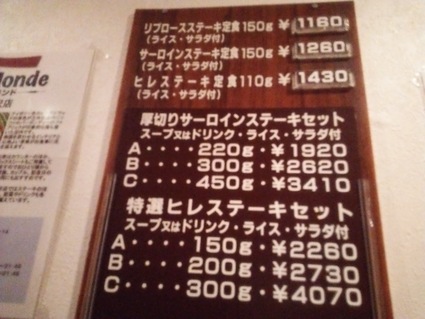 リブロースステーキ定食150g ¥1160
(ライス・サラダ付)
サーロインステーキ定食150g ¥1260
(ライス・サラダ付)
ヒレステーキ定食110g ¥1430
(ライス・サラダ付)
厚切りサーロインステーキセット
スープ又はドリンク・ライス・サラダ付
A・・・・220g・¥1920
B・・・・300g・¥2620
C・・・・450g・¥3410
特選ヒレステーキセット
スープ又はドリンク・ライス・サラダ付
A・・・・150g・¥2260
B・・・・200g・¥2730
C・・・・300g・¥4070
londe